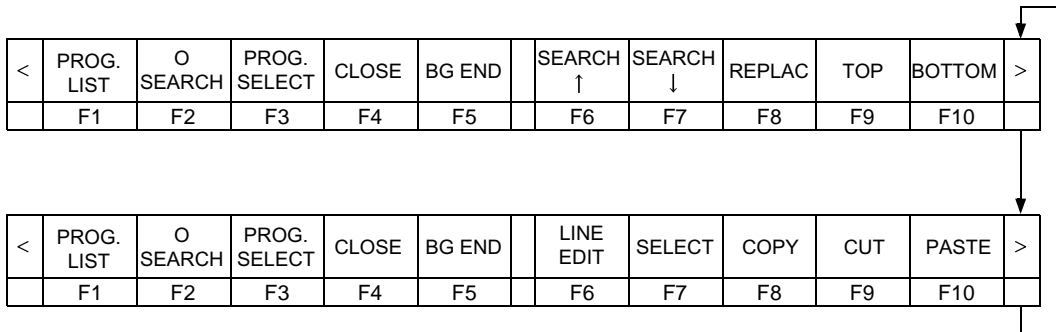 < PROG. LIST O SEARCH PROG. SELECT CLOSE BG END SEARCH ↑ SEARCH ↓ REPLAC TOP BOTTOM >
F1 F2 F3 F4 F5 F6 F7 F8 F9 F10
< PROG. LIST O SEARCH PROG. SELECT CLOSE BG END LINE EDIT SELECT COPY CUT PASTE >
F1 F2 F3 F4 F5 F6 F7 F8 F9 F10